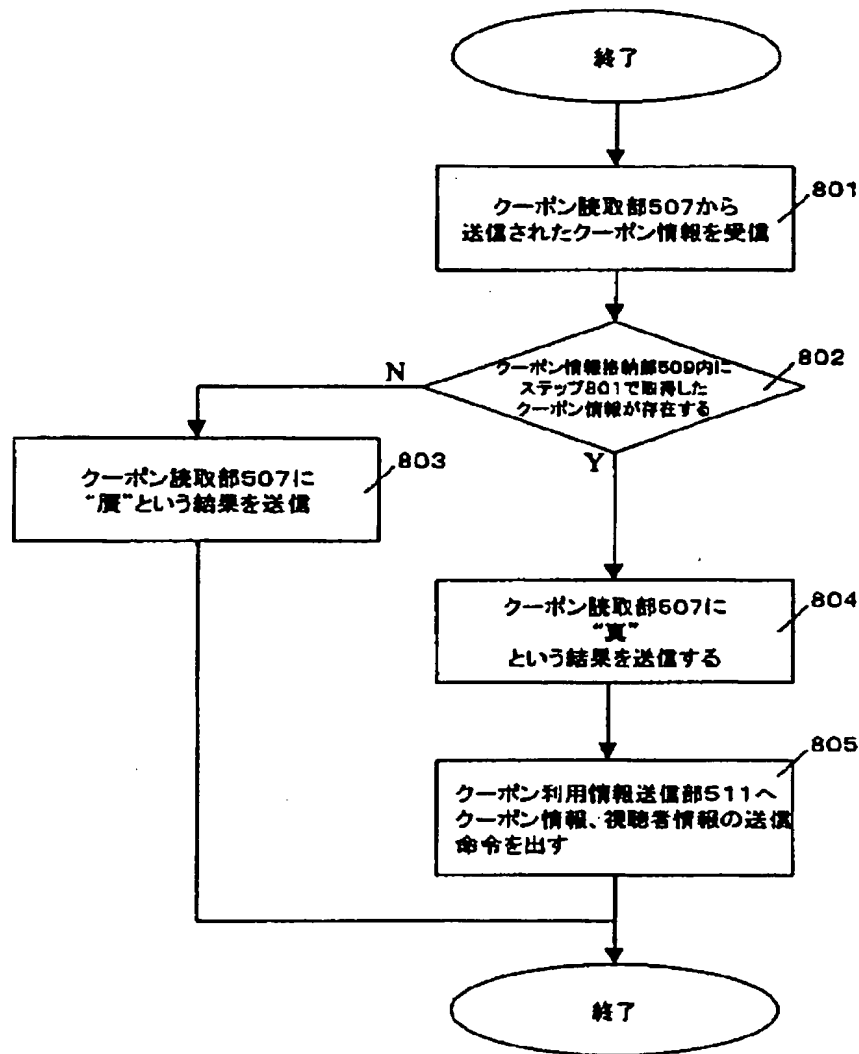 終了
クーポン読取部507から
送信されたクーポン情報を受信
801
クーポン情報格納部509内に
ステップ801で取得した
クーポン情報が存在する
802
N
Y
クーポン読取部507に
“贋”という結果を送信
803
クーポン読取部507に
“真”
という結果を送信する
804
クーポン利用情報送信部511へ
クーポン情報、視聴者情報の送信
命令を出す
805
終了